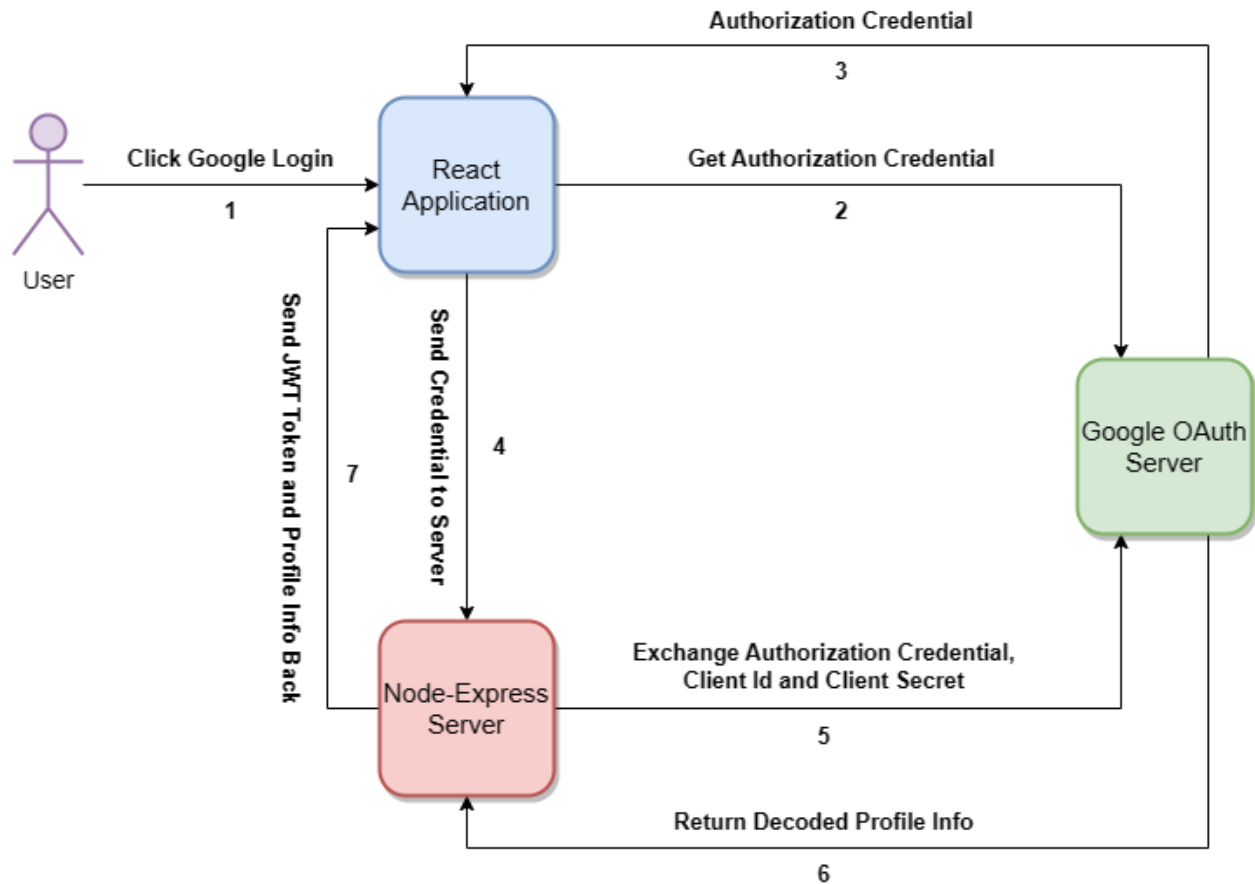 Authorization Credential
3
Click Google Login
1
React
Application
Get Authorization Credential
2
User
Send JWT Token and Profile Info Back
7
Send Credential to Server
4
Google OAuth
Server
Node-Express
Server
Exchange Authorization Credential,
Client Id and Client Secret
5
Return Decoded Profile Info
6